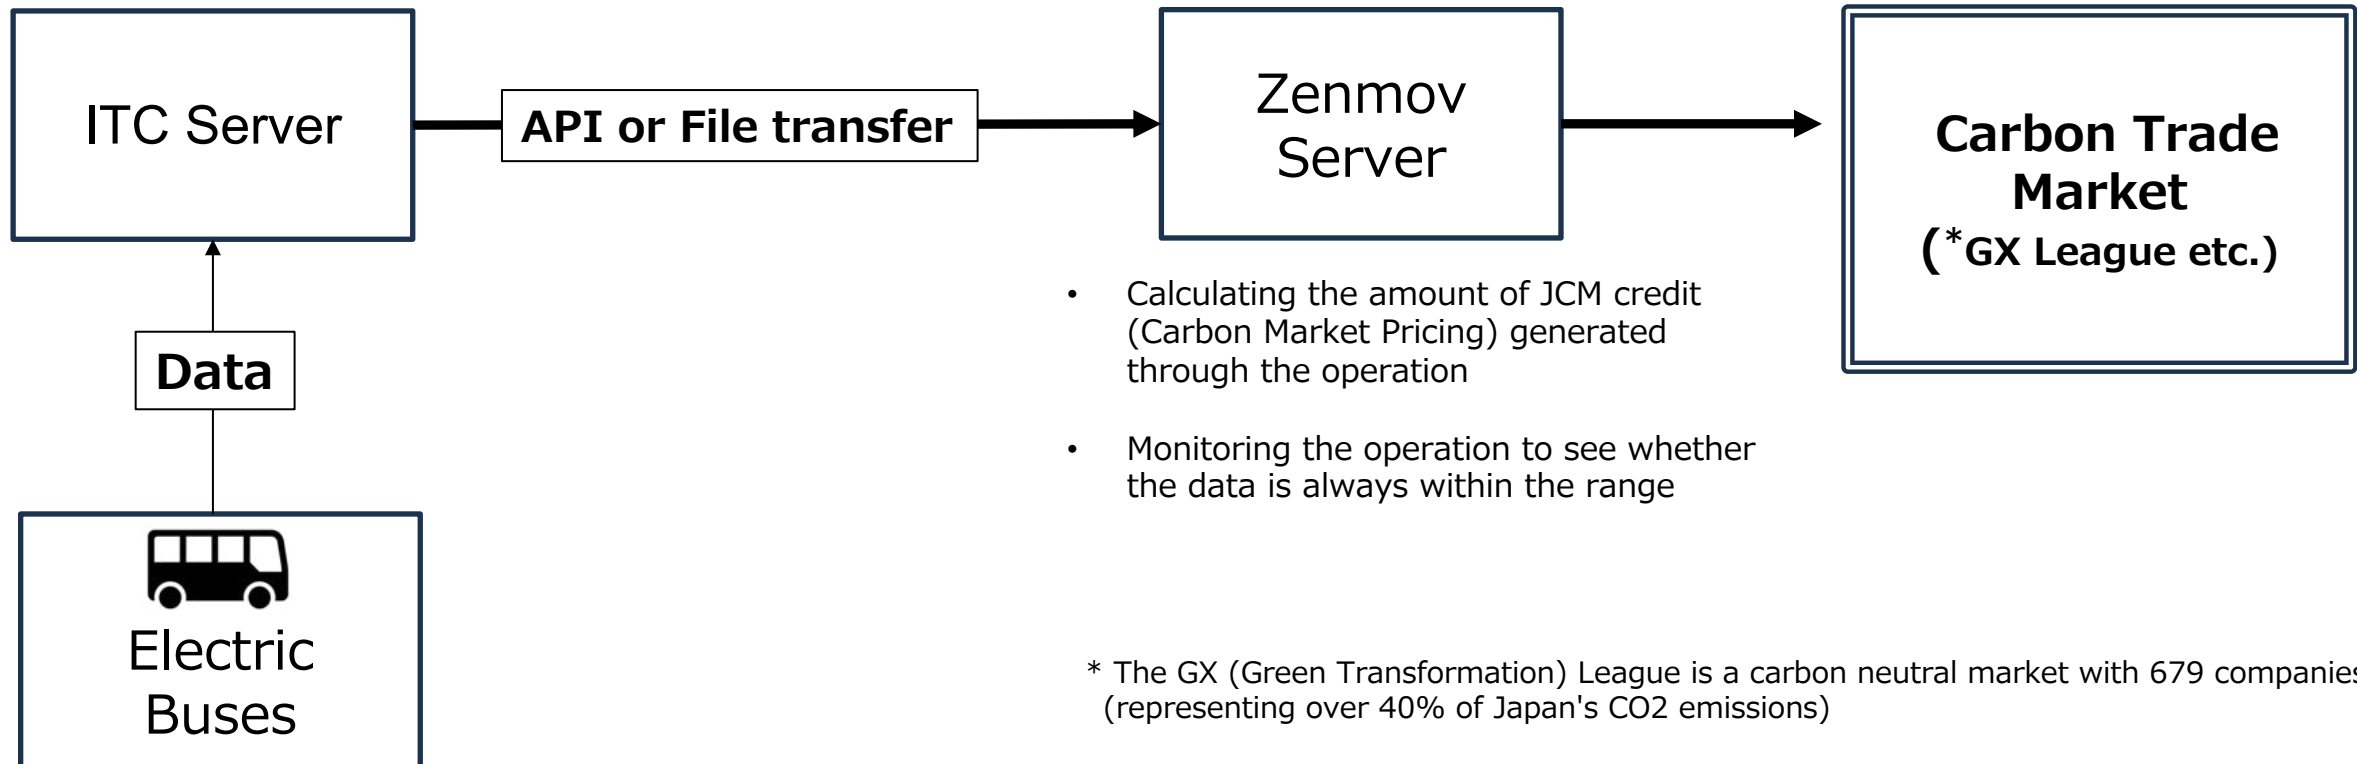 ITC Server
API or File transfer
Zenmov
Server
Carbon Trade
Market
(*GX League etc.)
Data
• Calculating the amount of JCM credit
(Carbon Market Pricing) generated
through the operation
• Monitoring the operation to see whether
the data is always within the range
Electric
Buses
* The GX (Green Transformation) League is a carbon neutral market with 679 companies
(representing over 40% of Japan's CO2 emissions)